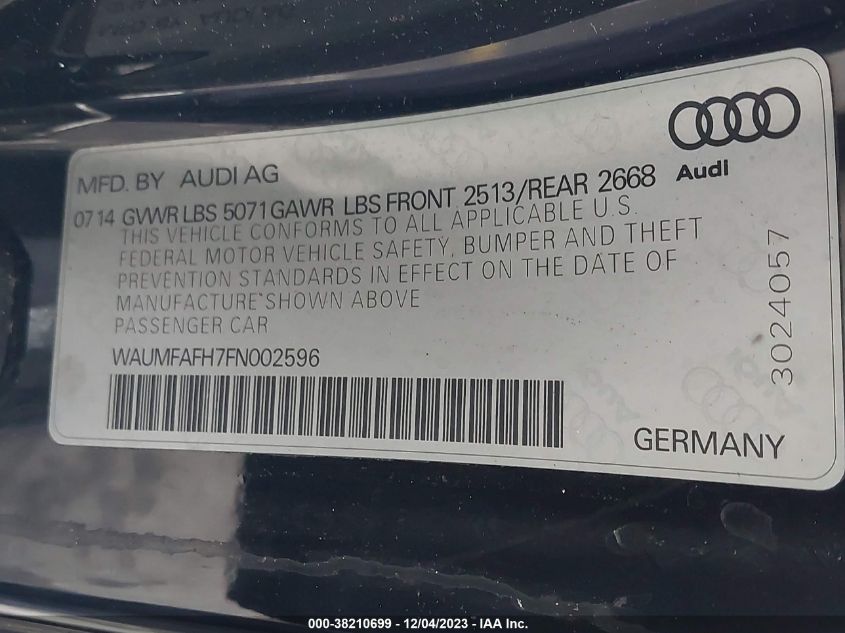 MFD. BY AUDI AG
Audi
07 14 GVWR LBS 5071 GAWR LBS FRONT 2513/REAR 2668
THIS VEHICLE CONFORMS TO ALL APPLICABLE U.S.
FEDERAL MOTOR VEHICLE SAFETY, BUMPER AND THEFT
PREVENTION STANDARDS IN EFFECT ON THE DATE OF
MANUFACTURE SHOWN ABOVE
PASSENGER CAR
WAUMFAFH7FN002596
3024057
GERMANY
000-38210699 - 12/04/2023 - IAA Inc.